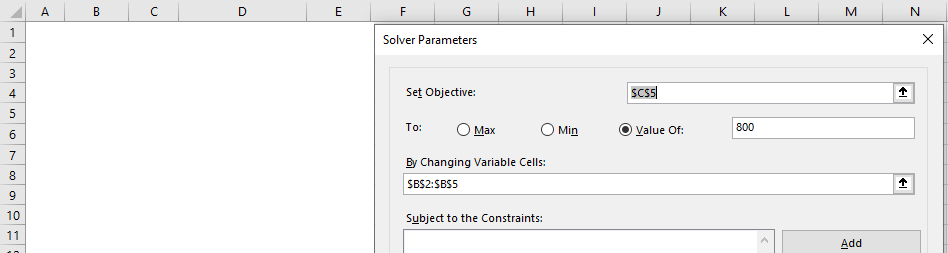 A B C D E F G H I J K L M N
1
Solver Parameters
2
3
4
Set Objective: $C$5
5
6
To: Max Min Value Of: 800
7
8
By Changing Variable Cells:
9
$B$2:$B$5
10
Subject to the Constraints:
11
Add